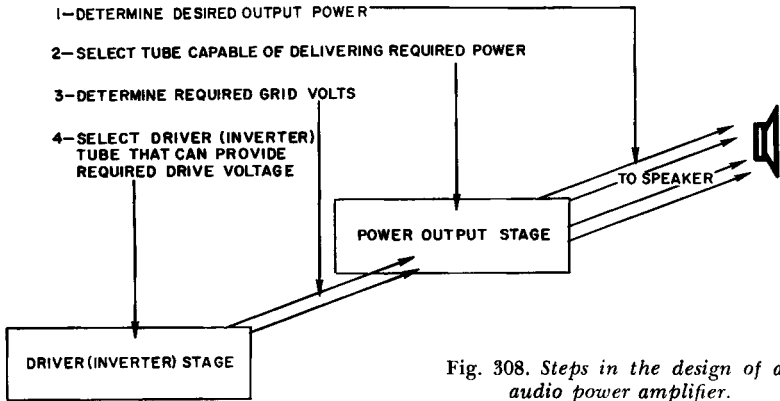 1–DETERMINE DESIRED OUTPUT POWER
2–SELECT TUBE CAPABLE OF DELIVERING REQUIRED POWER
3–DETERMINE REQUIRED GRID VOLTS
4–SELECT DRIVER (INVERTER)
TUBE THAT CAN PROVIDE
REQUIRED DRIVE VOLTAGE
TO SPEAKER
POWER OUTPUT STAGE
DRIVER (INVERTER) STAGE
Fig. 308. Steps in the design of a
audio power amplifier.